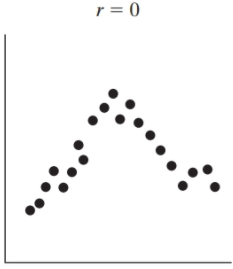 r = 0